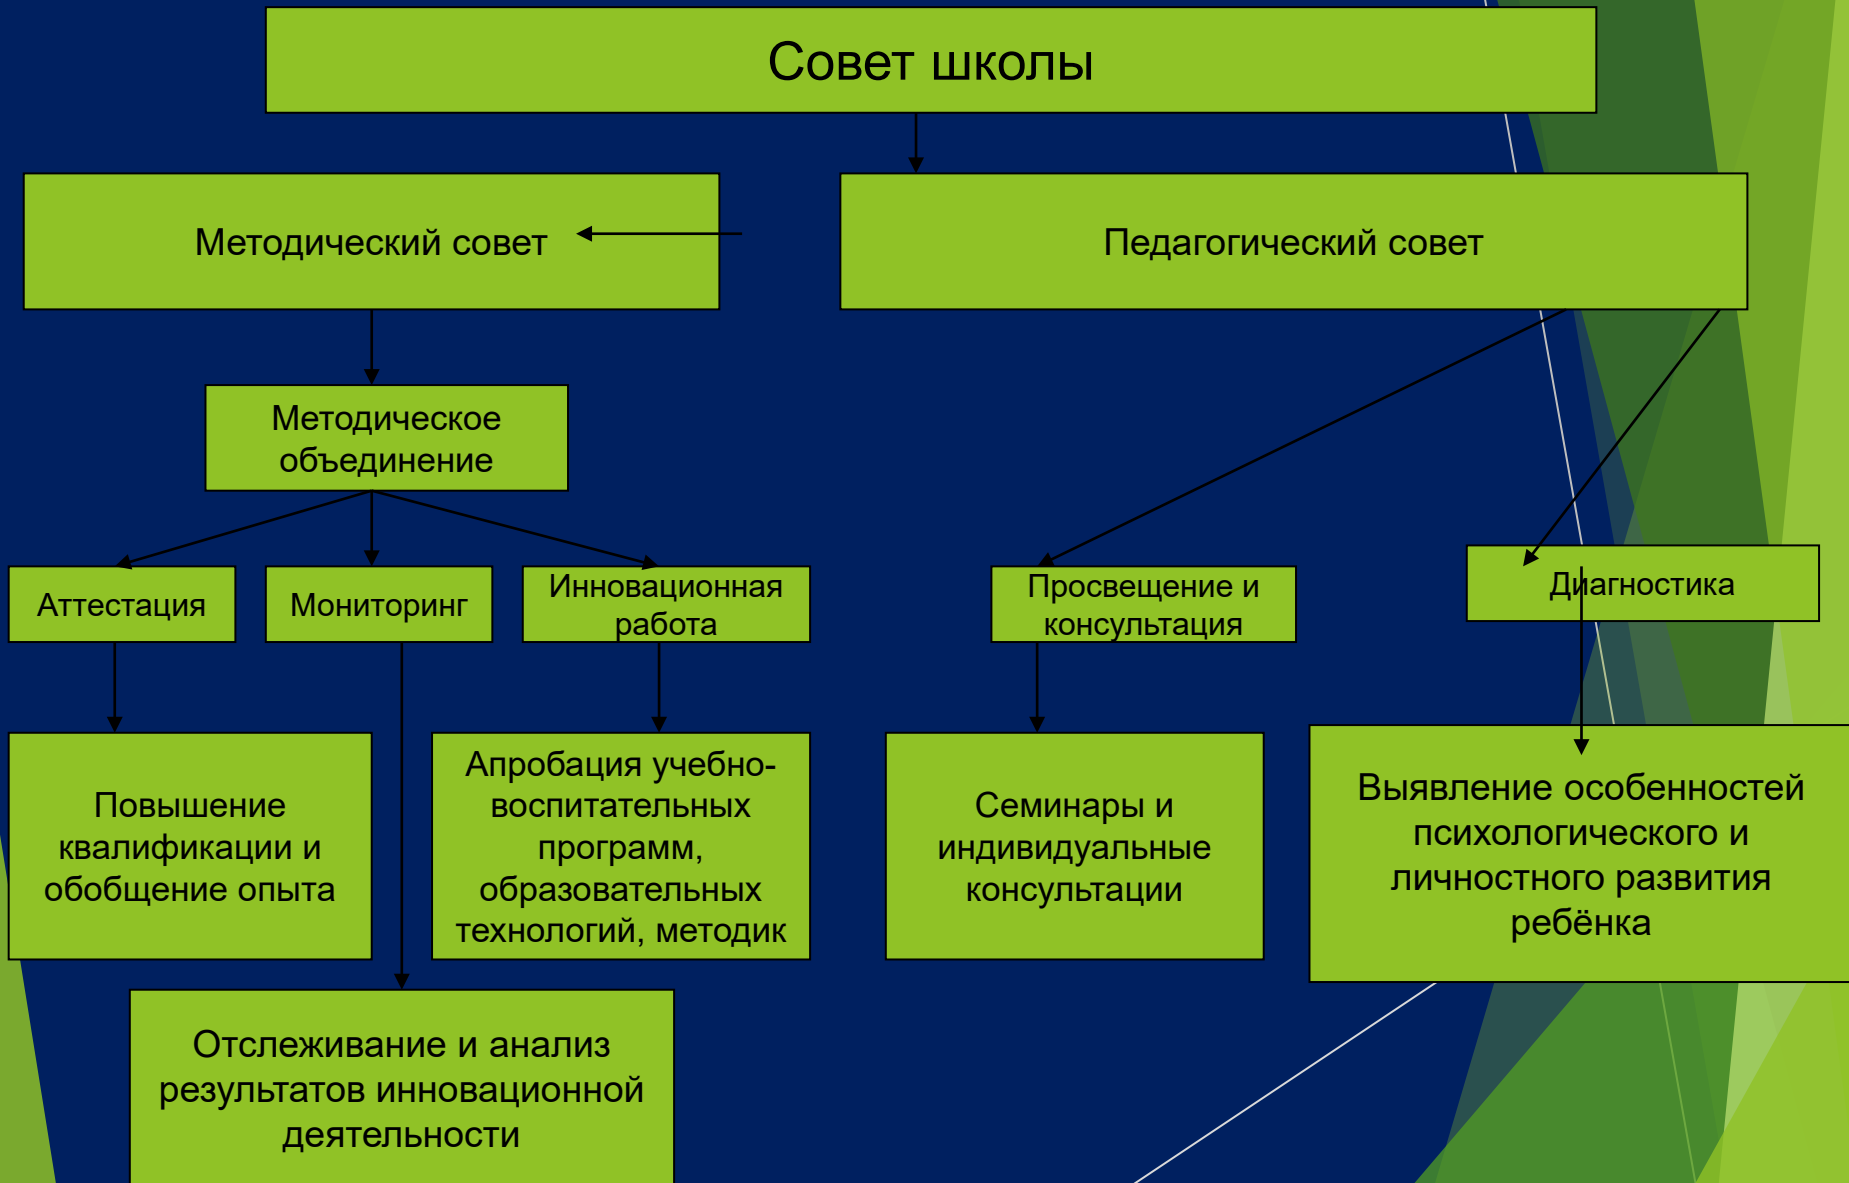 Совет школы
Методический совет
Педагогический совет
Методическое
объединение
Аттестация
Мониторинг
Инновационная
работа
Просвещение и
консультация
Диагностика
Повышение
квалификации и
обобщение опыта
Апробация учебно-
воспитательных
программ,
образовательных
технологий, методик
Семинары и
индивидуальные
консультации
Выявление особенностей
психологического и
личностного развития
ребёнка
Отслеживание и анализ
результатов инновационной
деятельности